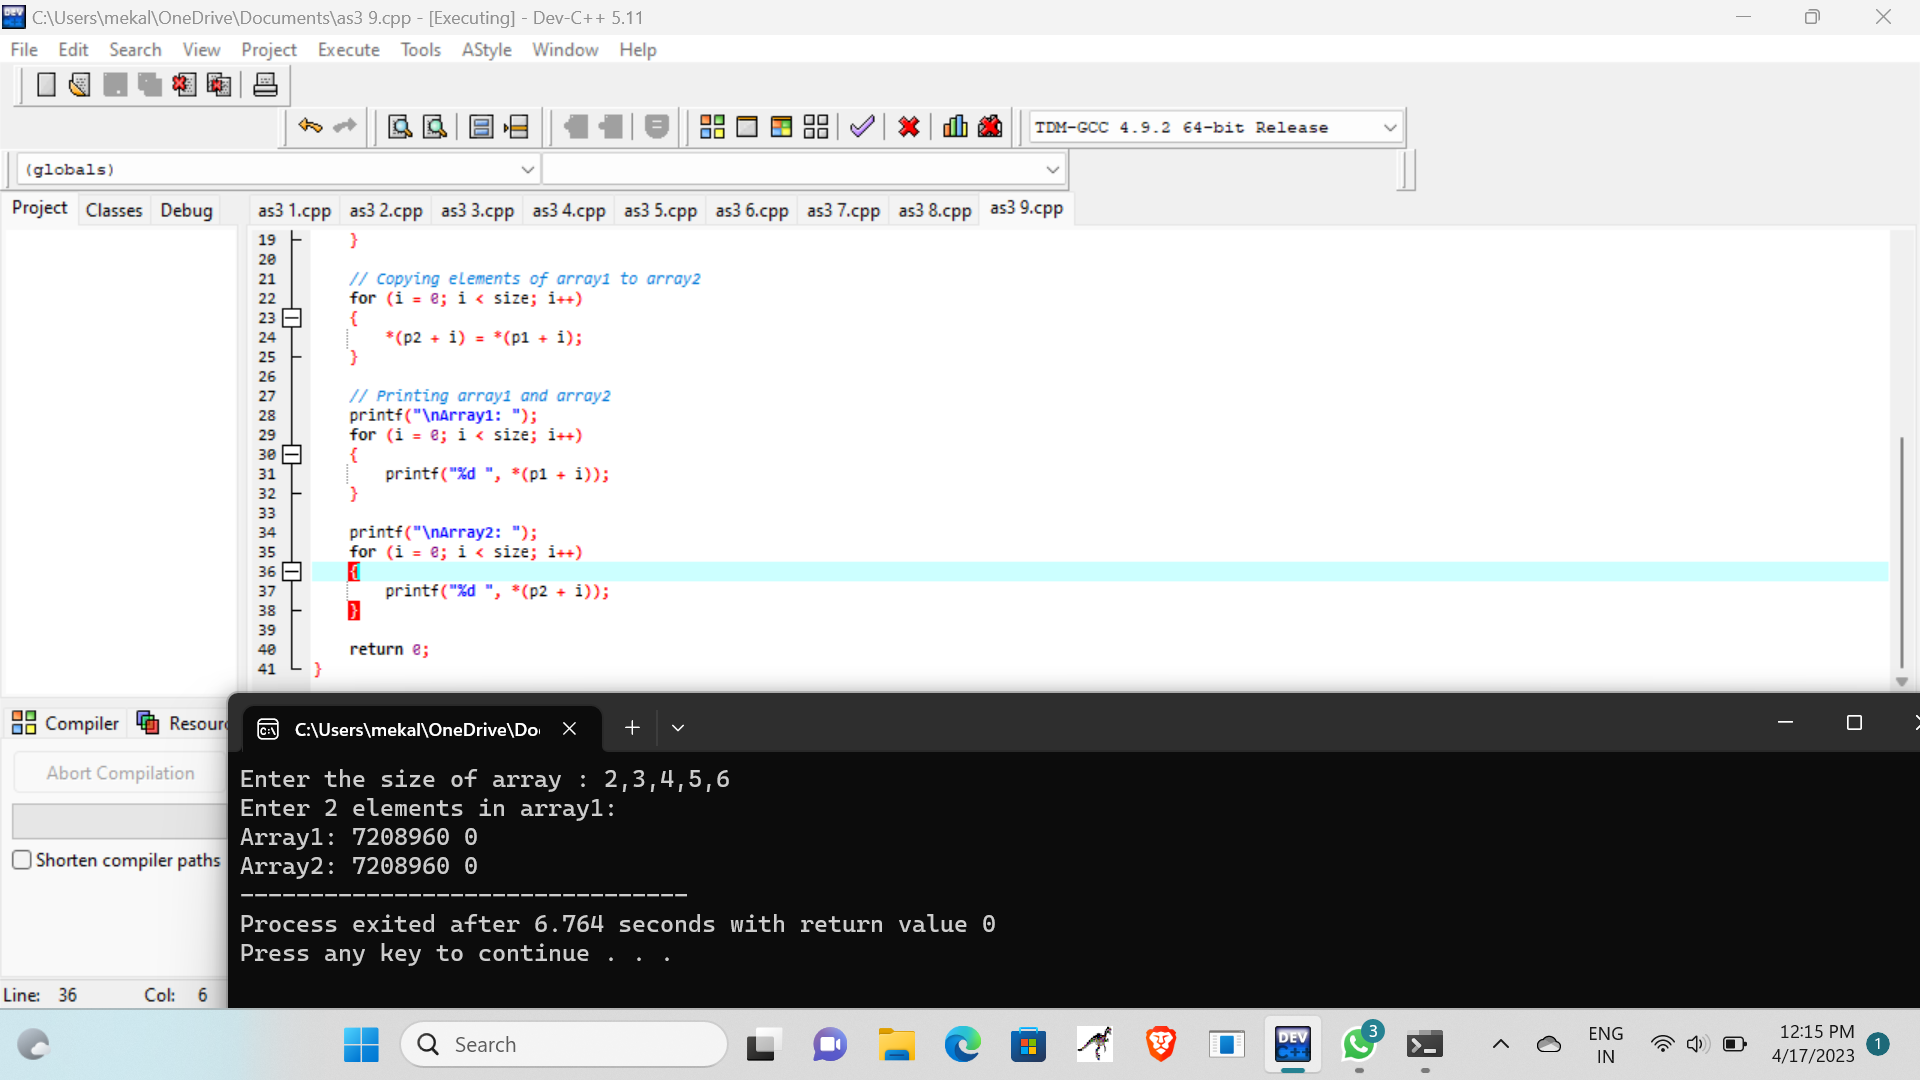 C:\Users\mekal\OneDrive\Documents\as3 9.cpp - [Executing] - Dev-C++ 5.11
File Edit Search View Project Execute Tools AStyle Window Help
TDM-GCC 4.9.2 64-bit Release
(globals)
Project Classes Debug
as3 1.cpp as3 2.cpp as3 3.cpp as3 4.cpp as3 5.cpp as3 6.cpp as3 7.cpp as3 8.cpp as3 9.cpp
19 }
20
21 // Copying elements of array1 to array2
22 for (i = 0; i < size; i++)
23 {
24 *(p2 + i) = *(p1 + i);
25 }
26
27 // Printing array1 and array2
28 printf("\nArray1: ");
29 for (i = 0; i < size; i++)
30 {
31 printf("%d ", *(p1 + i));
32 }
33
34 printf("\nArray2: ");
35 for (i = 0; i < size; i++)
36 {
37 printf("%d ", *(p2 + i));
38 }
39
40 return 0;
41 }
Compiler Resour
Abort Compilation
Shorten compiler paths
Line: 36 Col: 6
C:\Users\mekal\OneDrive\Do
Enter the size of array : 2,3,4,5,6
Enter 2 elements in array1:
Array1: 7208960 0
Array2: 7208960 0
--------------------------------
Process exited after 6.764 seconds with return value 0
Press any key to continue . . .
Search
DEV C++
3
ENG
IN
12:15 PM
4/17/2023
1